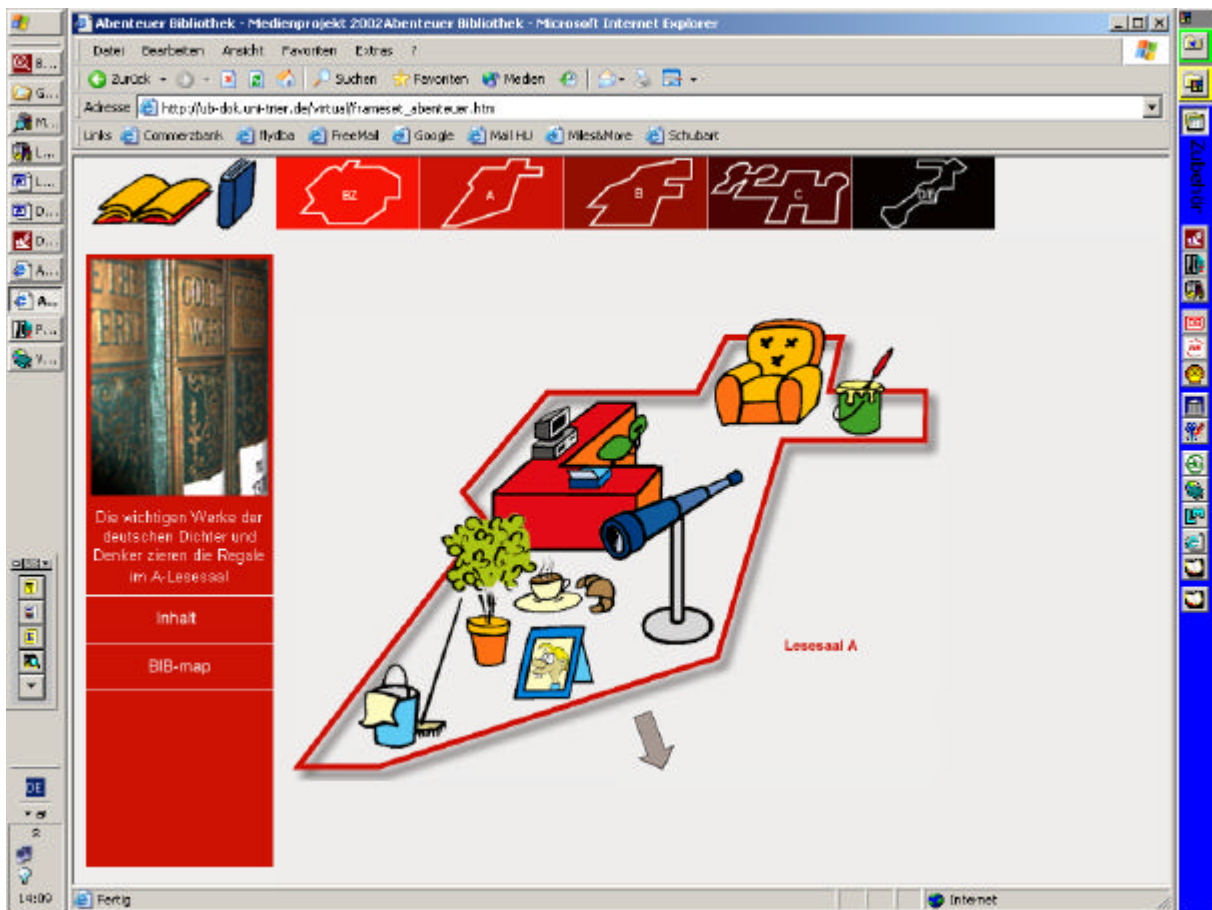 Abenteuer Bibliothek - Medienprojekt 2002Abenteuer Bibliothek - Microsoft Internet Explorer
Datei Bearbeiten Ansicht Favoriten Extras ?
Zurück Suchen Favoriten Medien
Adresse http://ub-dok.uni-trier.de/virtual/frameset_abenteuer.htm
Links Commerzbank flydba FreeMail Google Mail HU Miles&More Schubart
BZ A B C
B...
G...
M...
L...
L...
D...
D...
A...
A...
P...
V...
Zubehör
Die wichtigen Werke der
deutschen Dichter und
Denker zieren die Regale
im A-Lesesaal
Inhalt
BIB-map
Lesesaal A
DE
14:09
Fertig
Internet